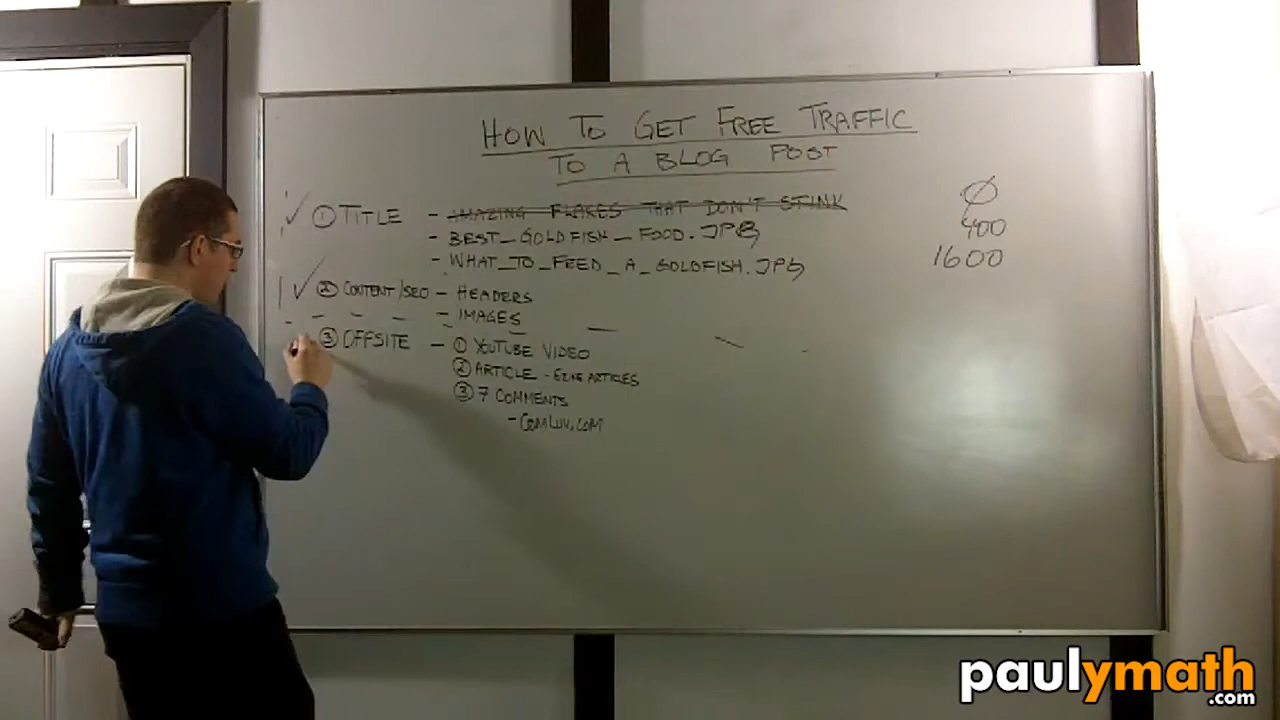 HOW TO GET FREE TRAFFIC
TO A BLOG POST
① TITLE - AMAZING FLAKES THAT DON'T STINK Ø
- BEST_GOLDFISH_FOOD.JPG 400
- WHAT_TO_FEED_A_GOLDFISH.JPG 1600
② CONTENT/SEO - HEADERS
- IMAGES
③ OFFSITE - ① YOUTUBE VIDEO
② ARTICLE - EZINE ARTICLES
③ 7 COMMENTS
- COMLUV.COM
paulymath
.com